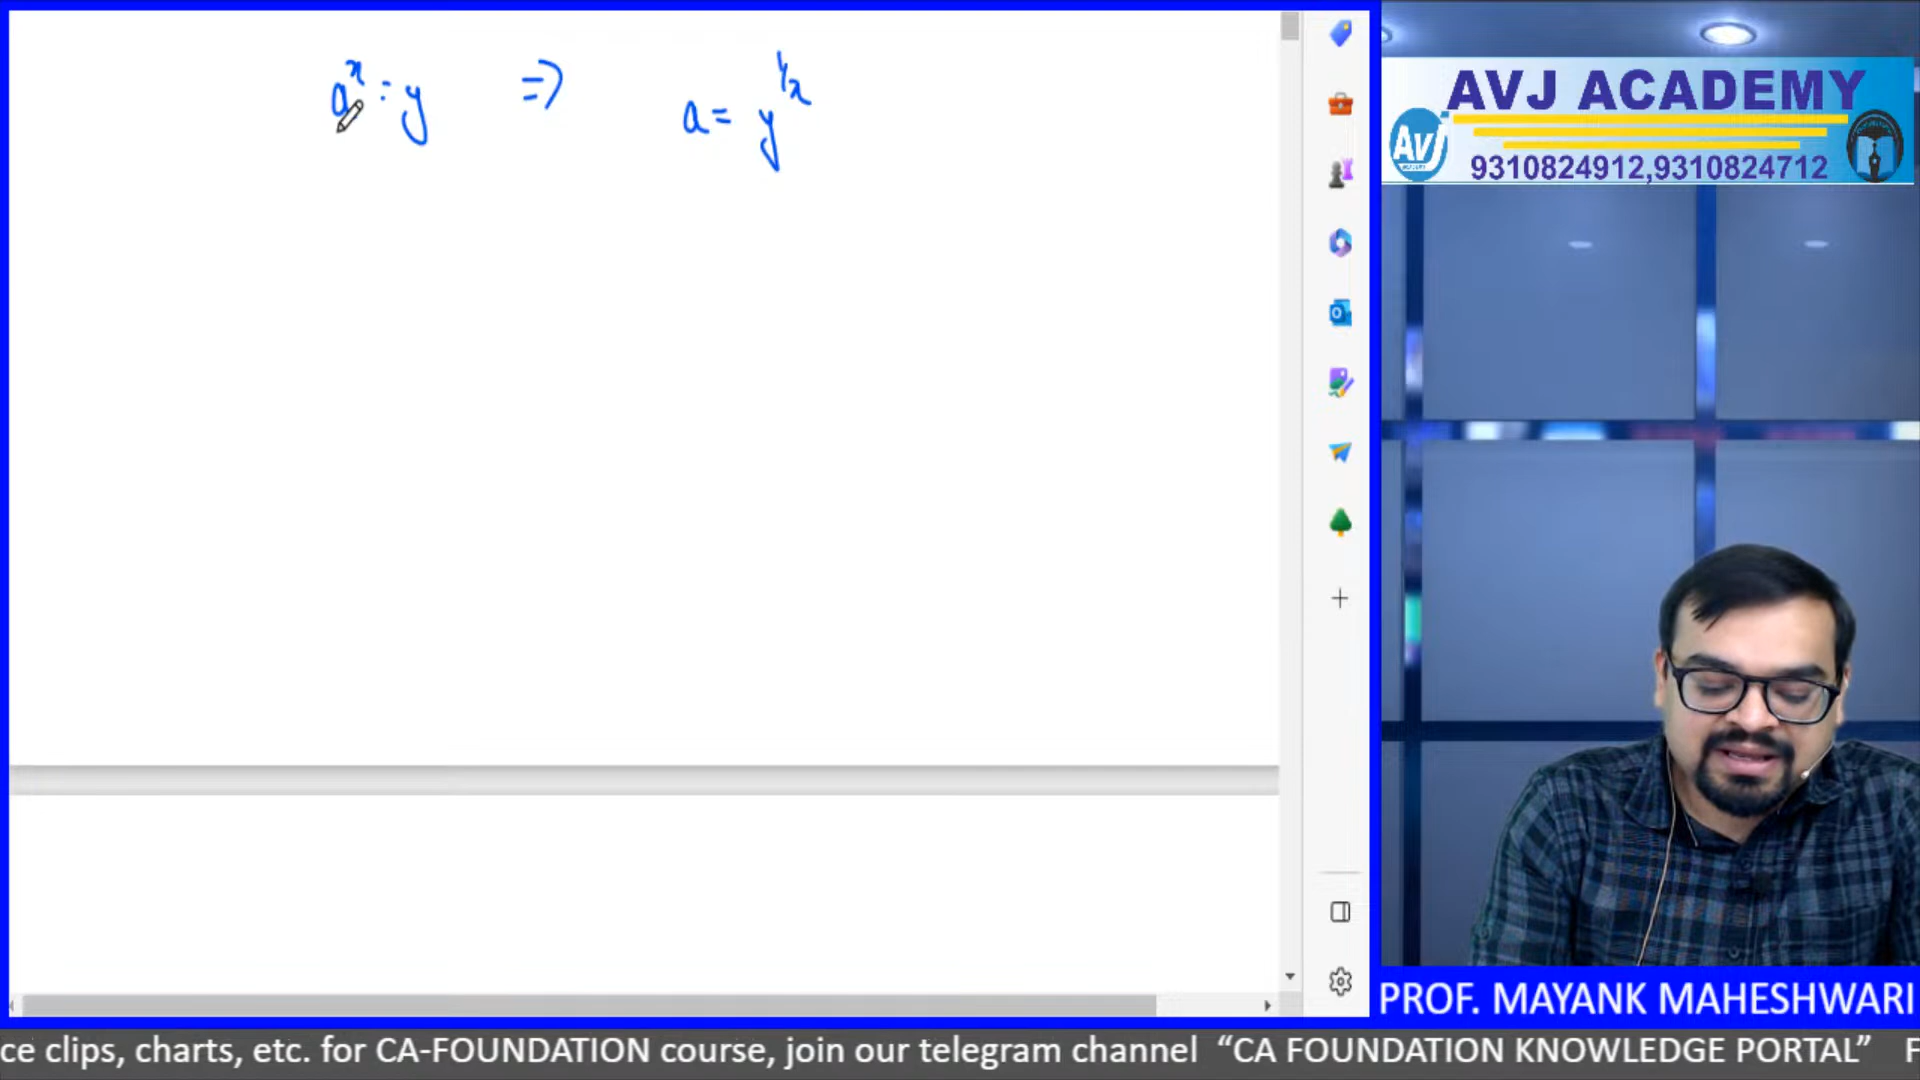 a^x = y => a = y^1/x
AVJ ACADEMY
AVJ
9310824912,9310824712
PROF. MAYANK MAHESHWARI
ce clips, charts, etc. for CA-FOUNDATION course, join our telegram channel “CA FOUNDATION KNOWLEDGE PORTAL” F